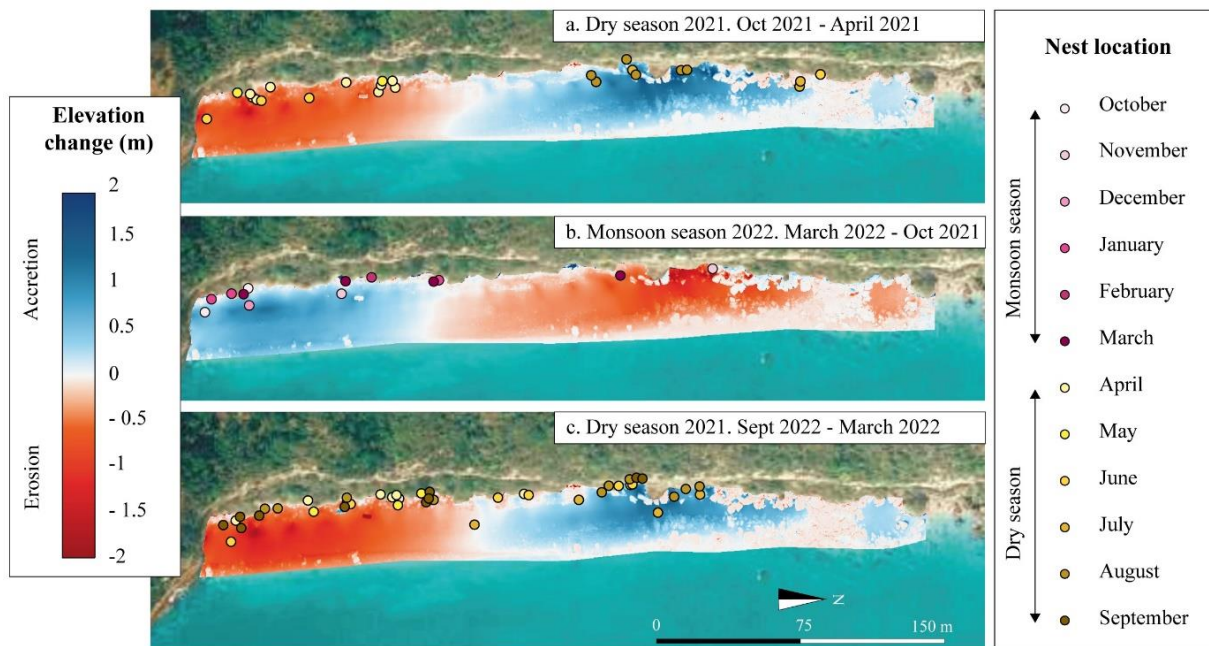 a. Dry season 2021. Oct 2021 - April 2021
b. Monsoon season 2022. March 2022 - Oct 2021
c. Dry season 2021. Sept 2022 - March 2022
Elevation
change (m)
Accretion
Erosion
2
1.5
1
0.5
0
- 0.5
-1
-1.5
-2
N
0
75
150 m
Nest location
Monsoon season
October
November
December
January
February
March
Dry season
April
May
June
July
August
September